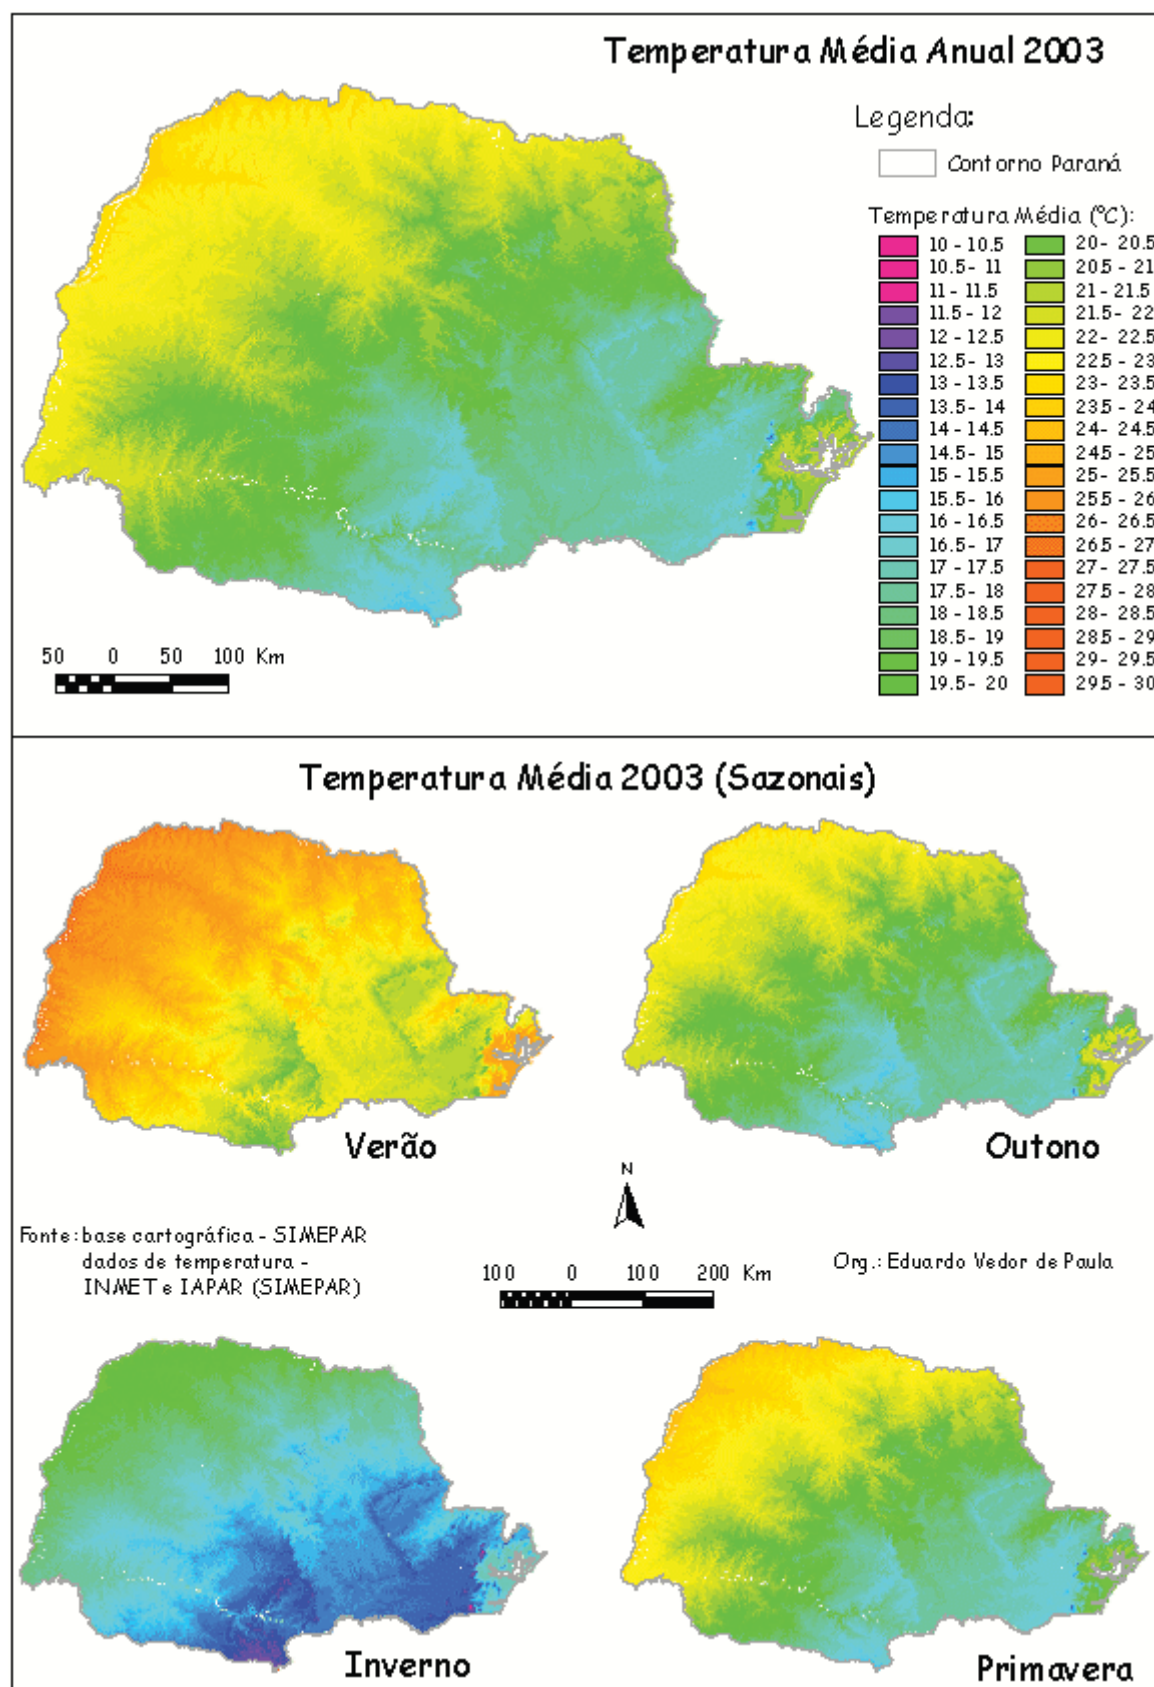 Temperatura Média Anual 2003
Legenda:
Contorno Paraná
Temperatura Média (°C):
10 - 10.5
10.5 - 11
11 - 11.5
11.5 - 12
12 - 12.5
12.5 - 13
13 - 13.5
13.5 - 14
14 - 14.5
14.5 - 15
15 - 15.5
15.5 - 16
16 - 16.5
16.5 - 17
17 - 17.5
17.5 - 18
18 - 18.5
18.5 - 19
19 - 19.5
19.5 - 20
20 - 20.5
20.5 - 21
21 - 21.5
21.5 - 22
22 - 22.5
22.5 - 23
23 - 23.5
23.5 - 24
24 - 24.5
24.5 - 25
25 - 25.5
25.5 - 26
26 - 26.5
26.5 - 27
27 - 27.5
27.5 - 28
28 - 28.5
28.5 - 29
29 - 29.5
29.5 - 30
50 0 50 100 Km
Temperatura Média 2003 (Sazonais)
Verão
Outono
N
Fonte: base cartográfica - SIMEPAR
dados de temperatura -
INMET e IAPAR (SIMEPAR)
100 0 100 200 Km
Org.: Eduardo Vedor de Paula
Inverno
Primavera